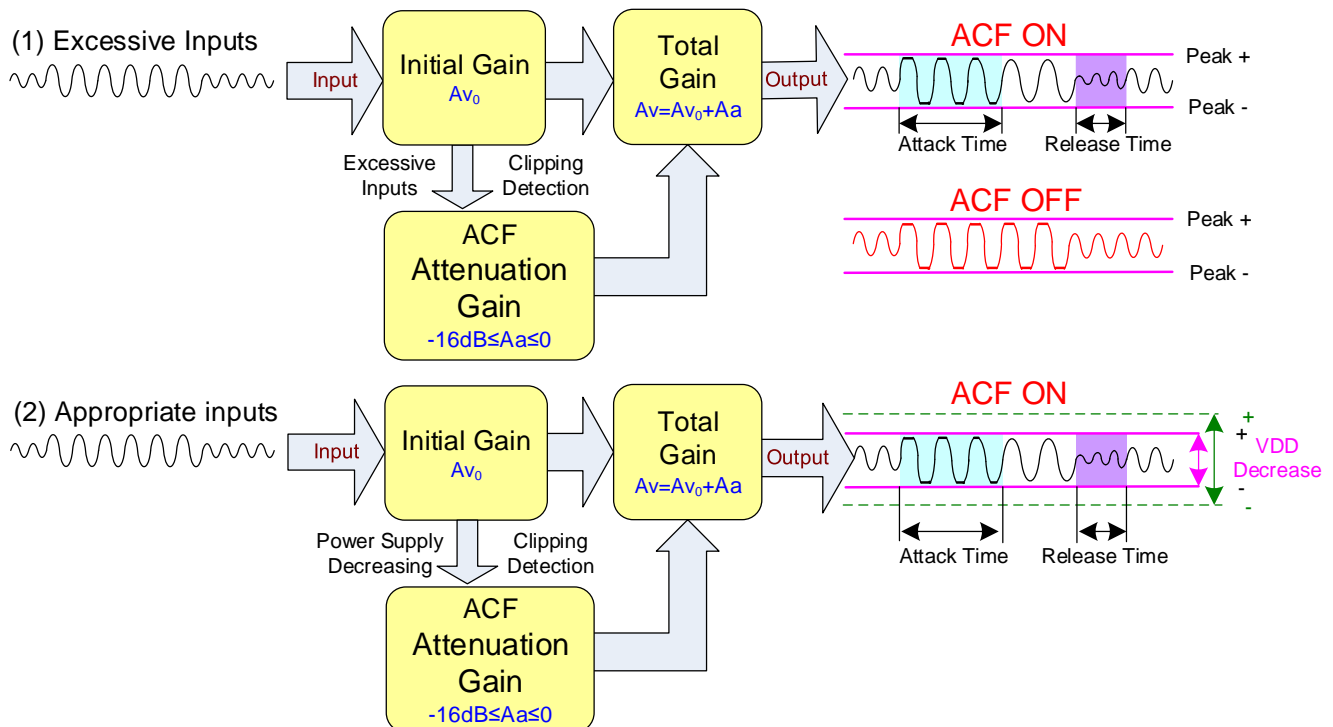 (1) Excessive Inputs
Input
Initial Gain
Av₀
Total
Gain
Av=Av₀+Aa
Output
ACF ON
Peak +
Peak -
Attack Time
Release Time
Excessive
Inputs
Clipping
Detection
ACF
Attenuation
Gain
-16dB≤Aa≤0
ACF OFF
Peak +
Peak -
(2) Appropriate inputs
Input
Initial Gain
Av₀
Total
Gain
Av=Av₀+Aa
Output
ACF ON
+
+
VDD
Decrease
-
-
Attack Time
Release Time
Power Supply
Decreasing
Clipping
Detection
ACF
Attenuation
Gain
-16dB≤Aa≤0